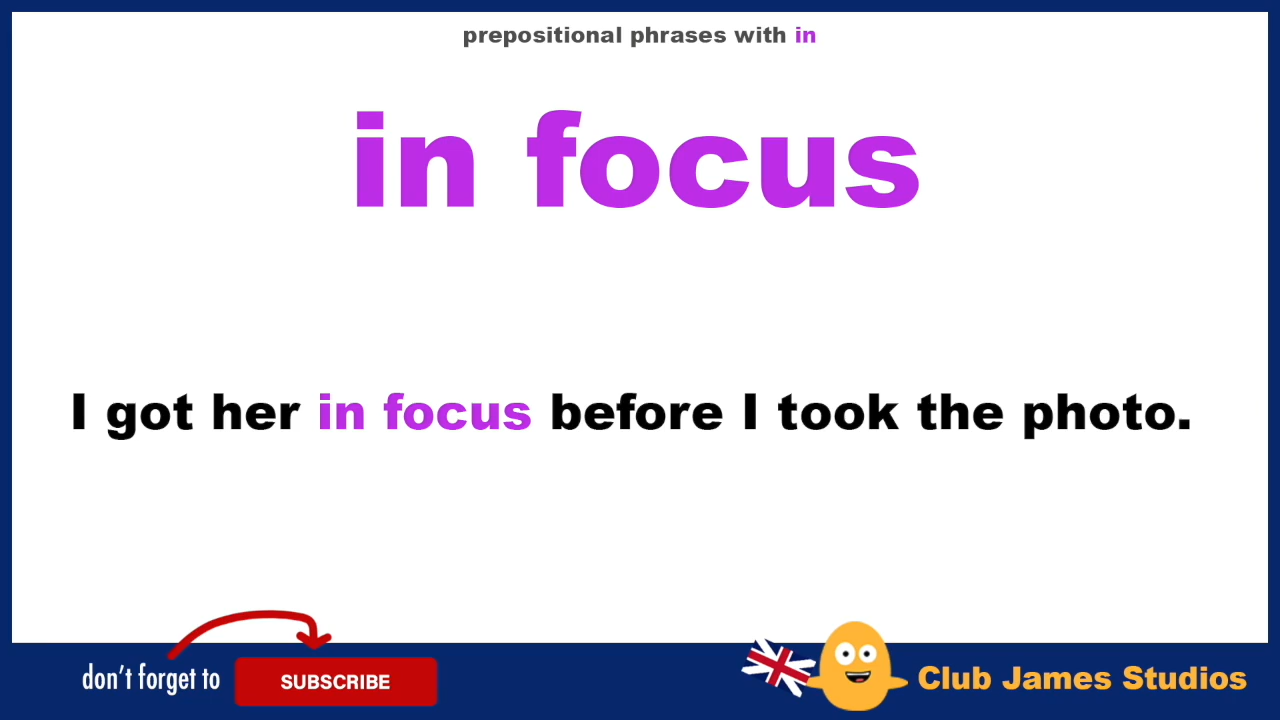 prepositional phrases with in
in focus
I got her in focus before I took the photo.
don't forget to
SUBSCRIBE
Club James Studios